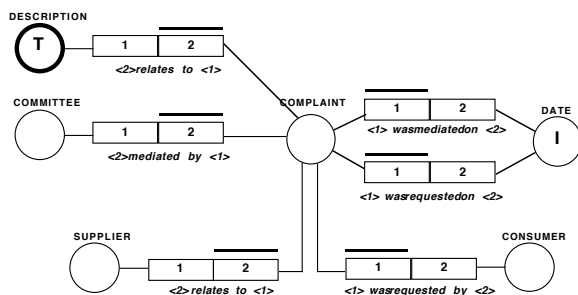 DESCRIPTION
T
1 2
<2>relates to <1>
COMMITTEE
1 2
<2>mediated by <1>
COMPLAINT
1 2
<1> wasmediatedon <2>
DATE
I
1 2
<1> wasrequestedon <2>
SUPPLIER
1 2
<2>relates to <1>
1 2
<1> wasrequested by <2>
CONSUMER